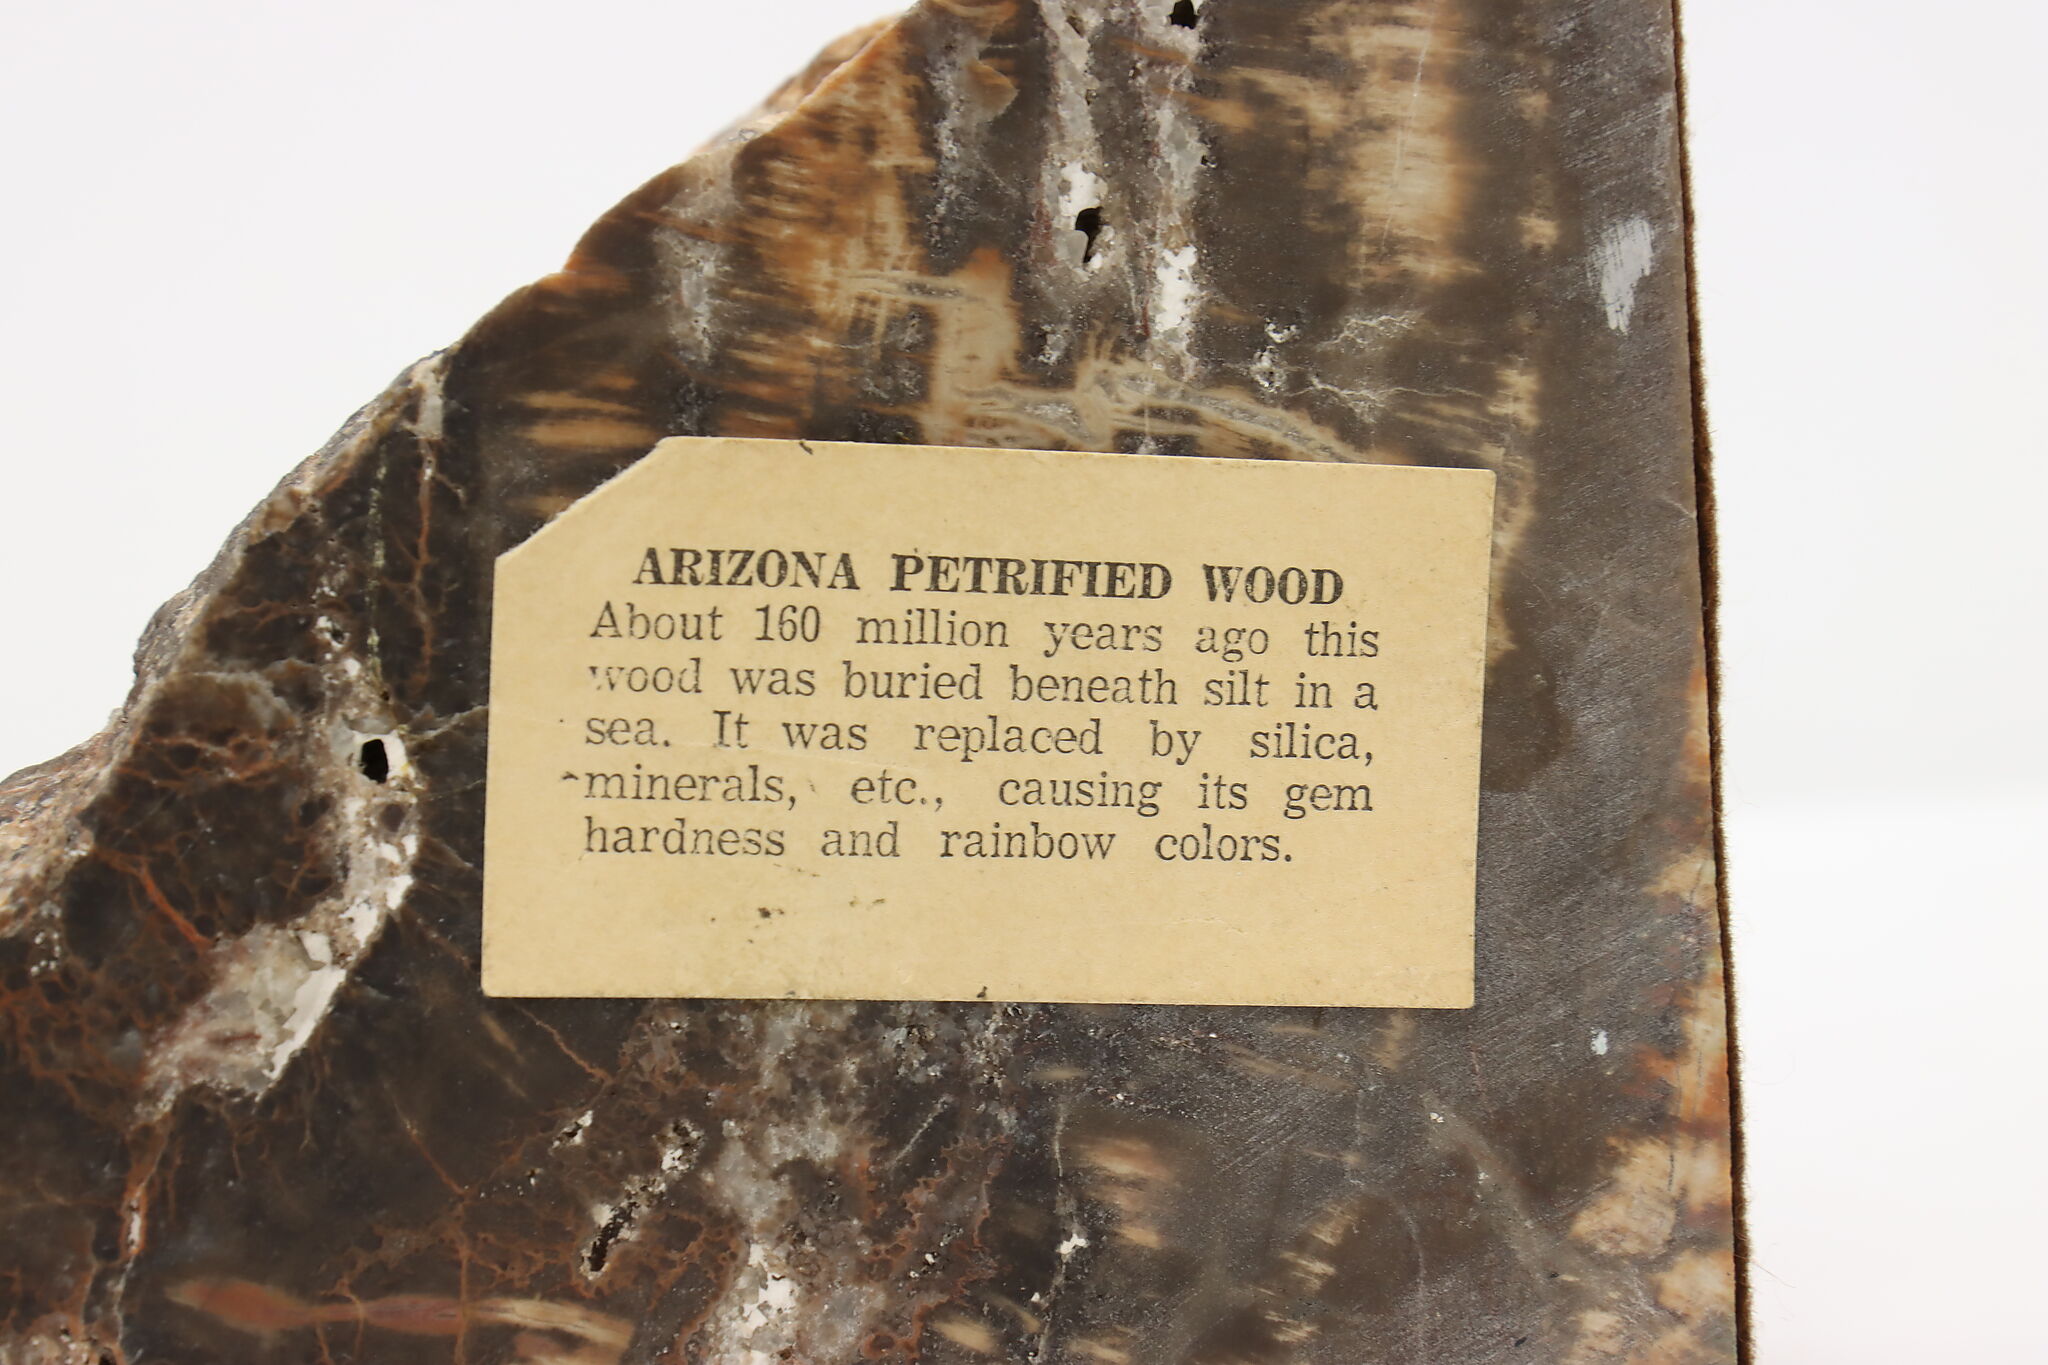 ARIZONA PETRIFIED WOOD
About 160 million years ago this
wood was buried beneath silt in a
sea. It was replaced by silica,
minerals, etc., causing its gem
hardness and rainbow colors.